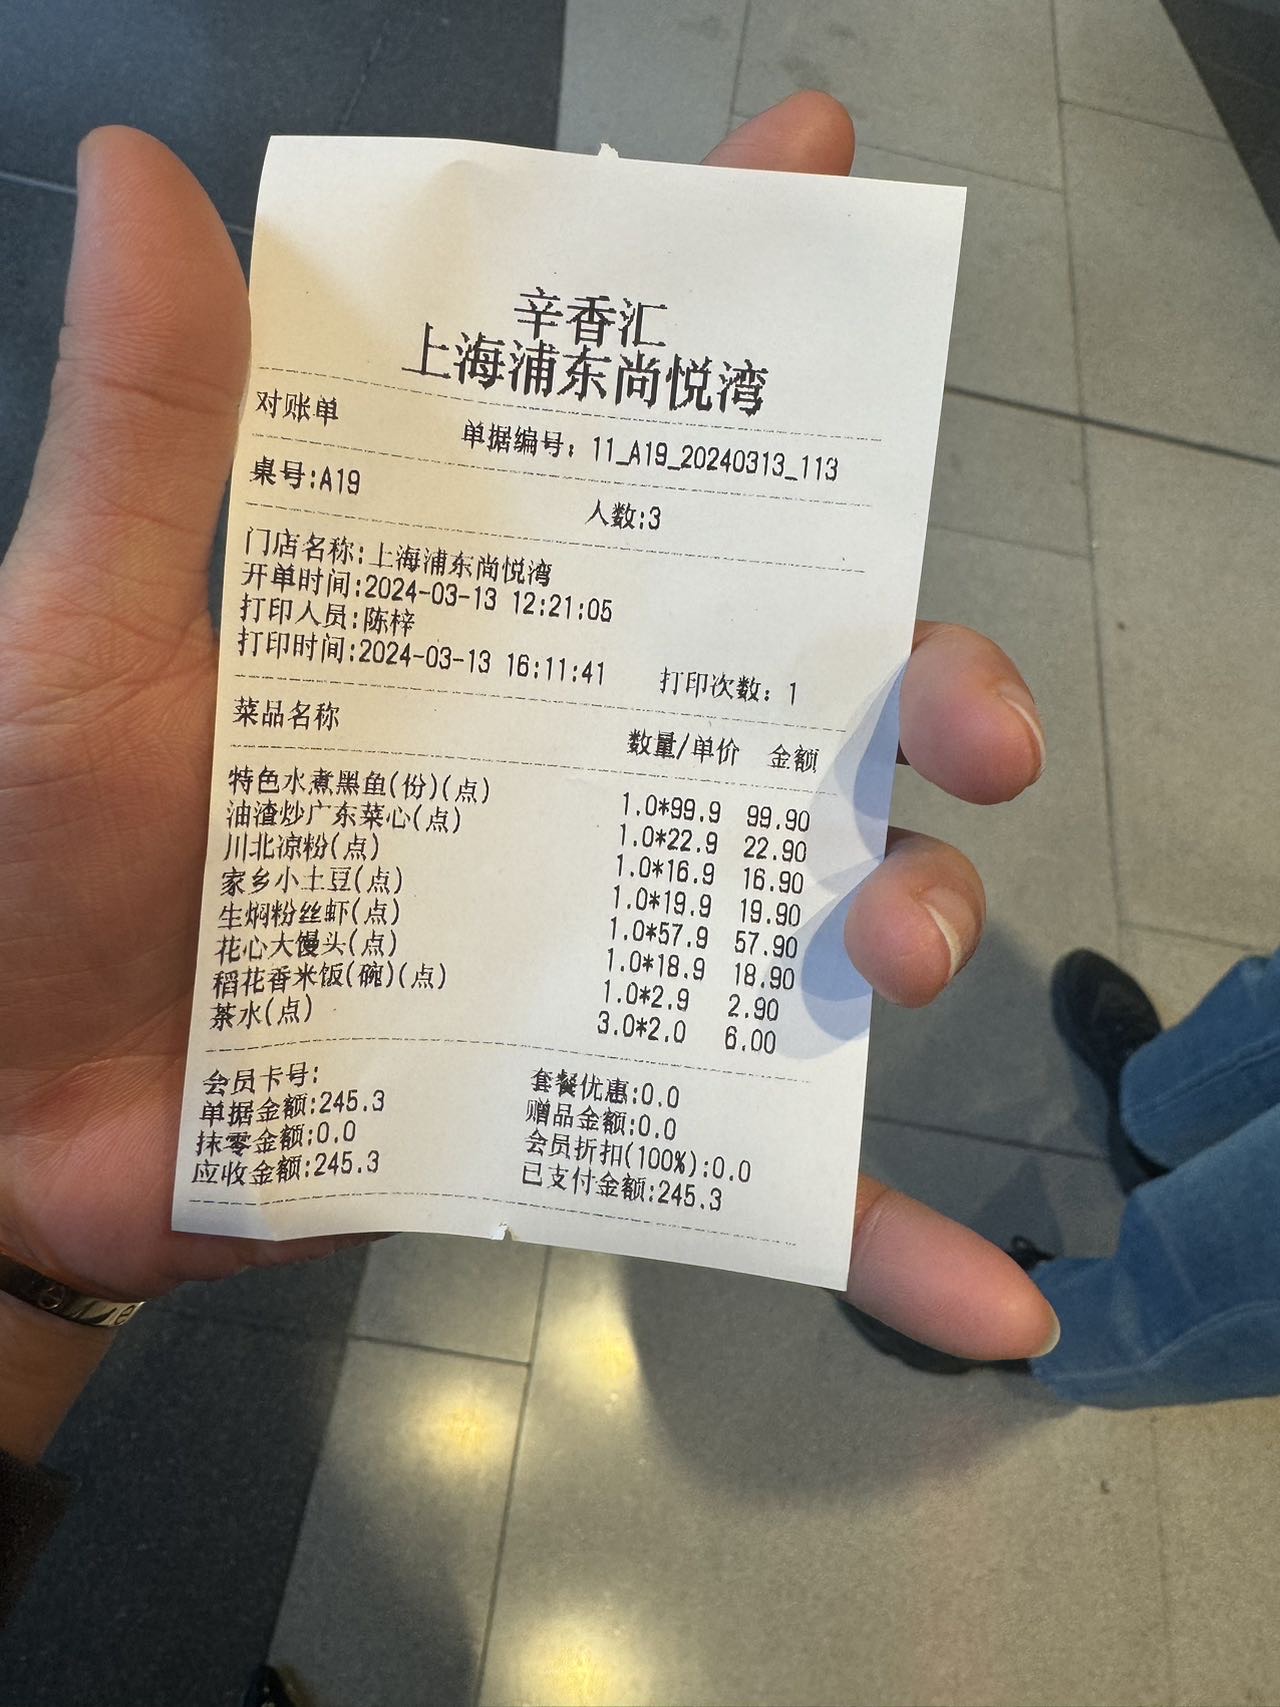 辛香汇
上海浦东尚悦湾
对账单 单据编号：11_A19_20240313_113
桌号:A19 人数:3
门店名称:上海浦东尚悦湾
开单时间:2024-03-13 12:21:05
打印人员:陈梓
打印时间:2024-03-13 16:11:41 打印次数：1
菜品名称 数量/单价 金额
特色水煮黑鱼(份)(点) 1.0*99.9 99.90
油渣炒广东菜心(点) 1.0*22.9 22.90
川北凉粉(点) 1.0*16.9 16.90
家乡小土豆(点) 1.0*19.9 19.90
生焖粉丝虾(点) 1.0*57.9 57.90
花心大馒头(点) 1.0*18.9 18.90
稻花香米饭(碗)(点) 1.0*2.9 2.90
茶水(点) 3.0*2.0 6.00
会员卡号: 套餐优惠:0.0
单据金额:245.3 赠品金额:0.0
抹零金额:0.0 会员折扣(100%):0.0
应收金额:245.3 已支付金额:245.3